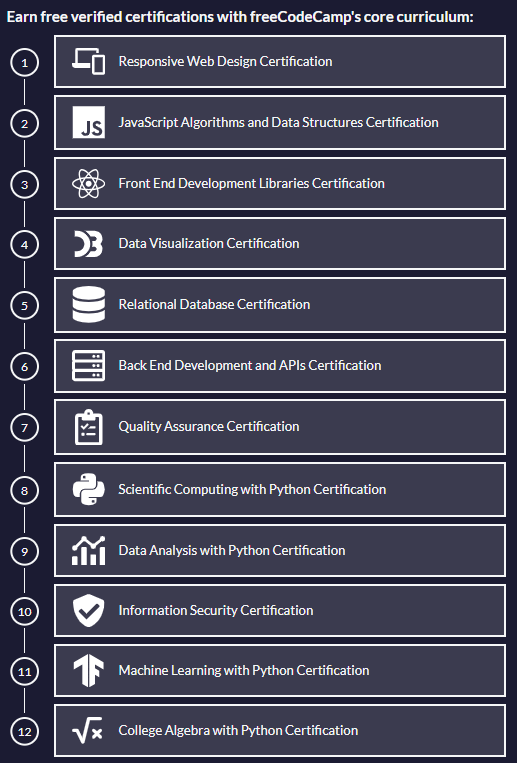 Earn free verified certifications with freeCodeCamp's core curriculum:
1 Responsive Web Design Certification
2 JS JavaScript Algorithms and Data Structures Certification
3 Front End Development Libraries Certification
4 Data Visualization Certification
5 Relational Database Certification
6 Back End Development and APIs Certification
7 Quality Assurance Certification
8 Scientific Computing with Python Certification
9 Data Analysis with Python Certification
10 Information Security Certification
11 Machine Learning with Python Certification
12 College Algebra with Python Certification